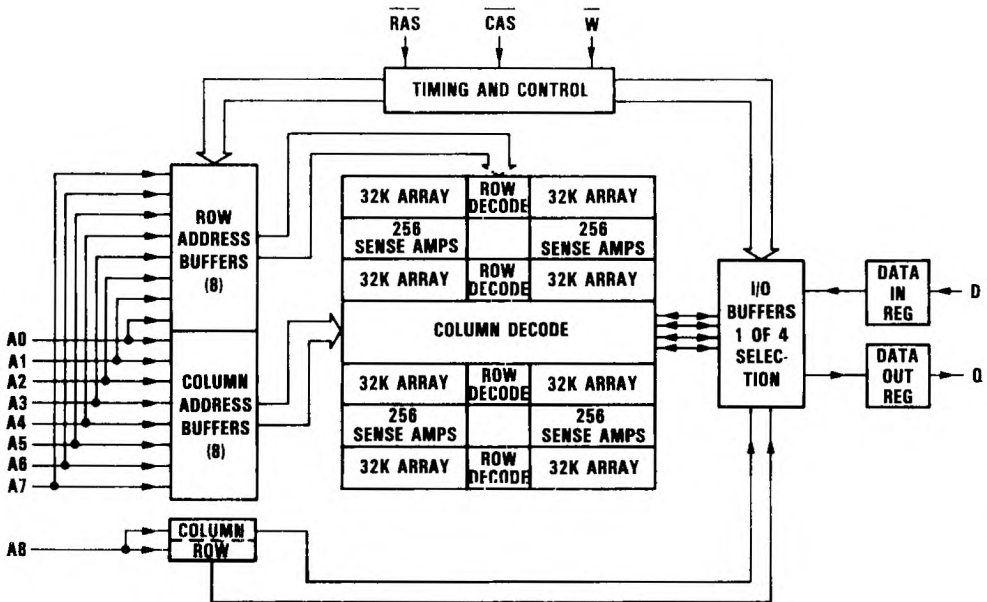 RAS CAS W
TIMING AND CONTROL
ROW
ADDRESS
BUFFERS
(8)
32K ARRAY ROW DECODE 32K ARRAY
256 SENSE AMPS 256 SENSE AMPS
32K ARRAY ROW DECODE 32K ARRAY
COLUMN DECODE
32K ARRAY ROW DECODE 32K ARRAY
256 SENSE AMPS 256 SENSE AMPS
32K ARRAY ROW DECODE 32K ARRAY
I/O
BUFFERS
1 OF 4
SELEC-
TION
DATA
IN
REG
D
DATA
OUT
REG
Q
A0
A1
A2
A3
A4
A5
A6
A7
COLUMN
ADDRESS
BUFFERS
(8)
A8
COLUMN
ROW